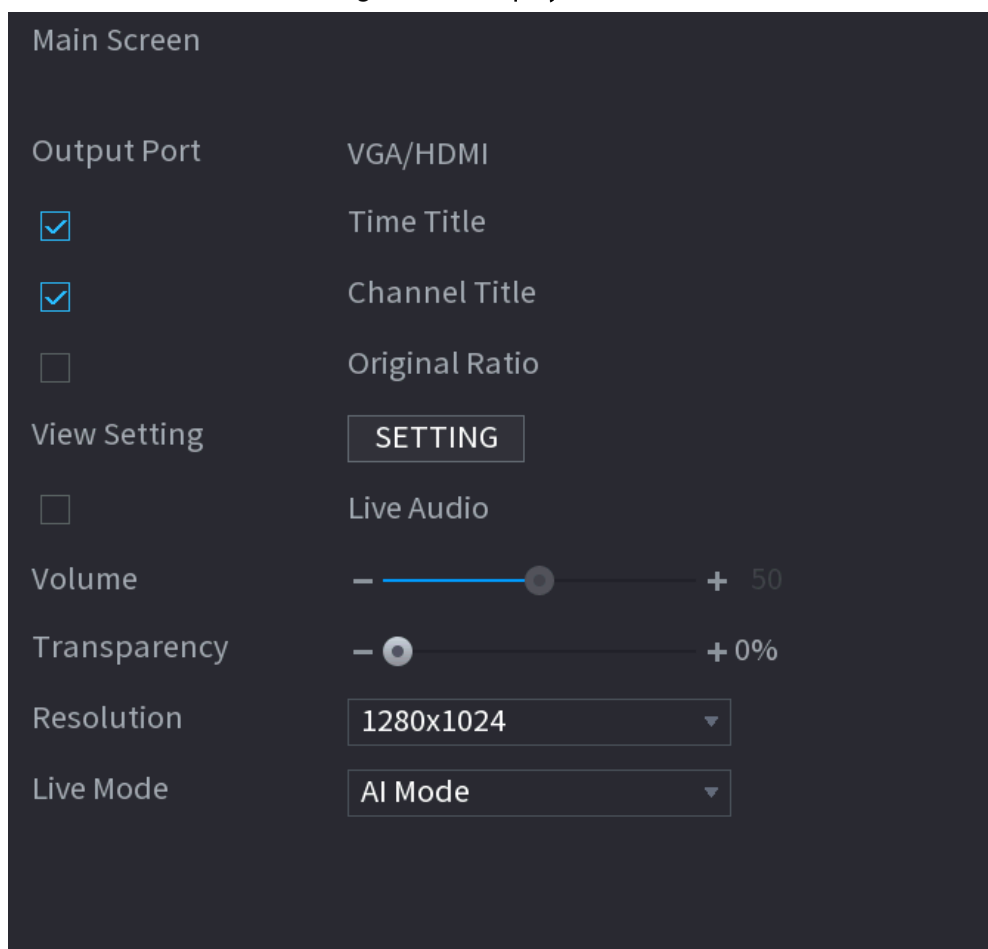 Main Screen
Output Port VGA/HDMI
Time Title
Channel Title
Original Ratio
View Setting SETTING
Live Audio
Volume 50
Transparency 0%
Resolution 1280x1024
Live Mode AI Mode